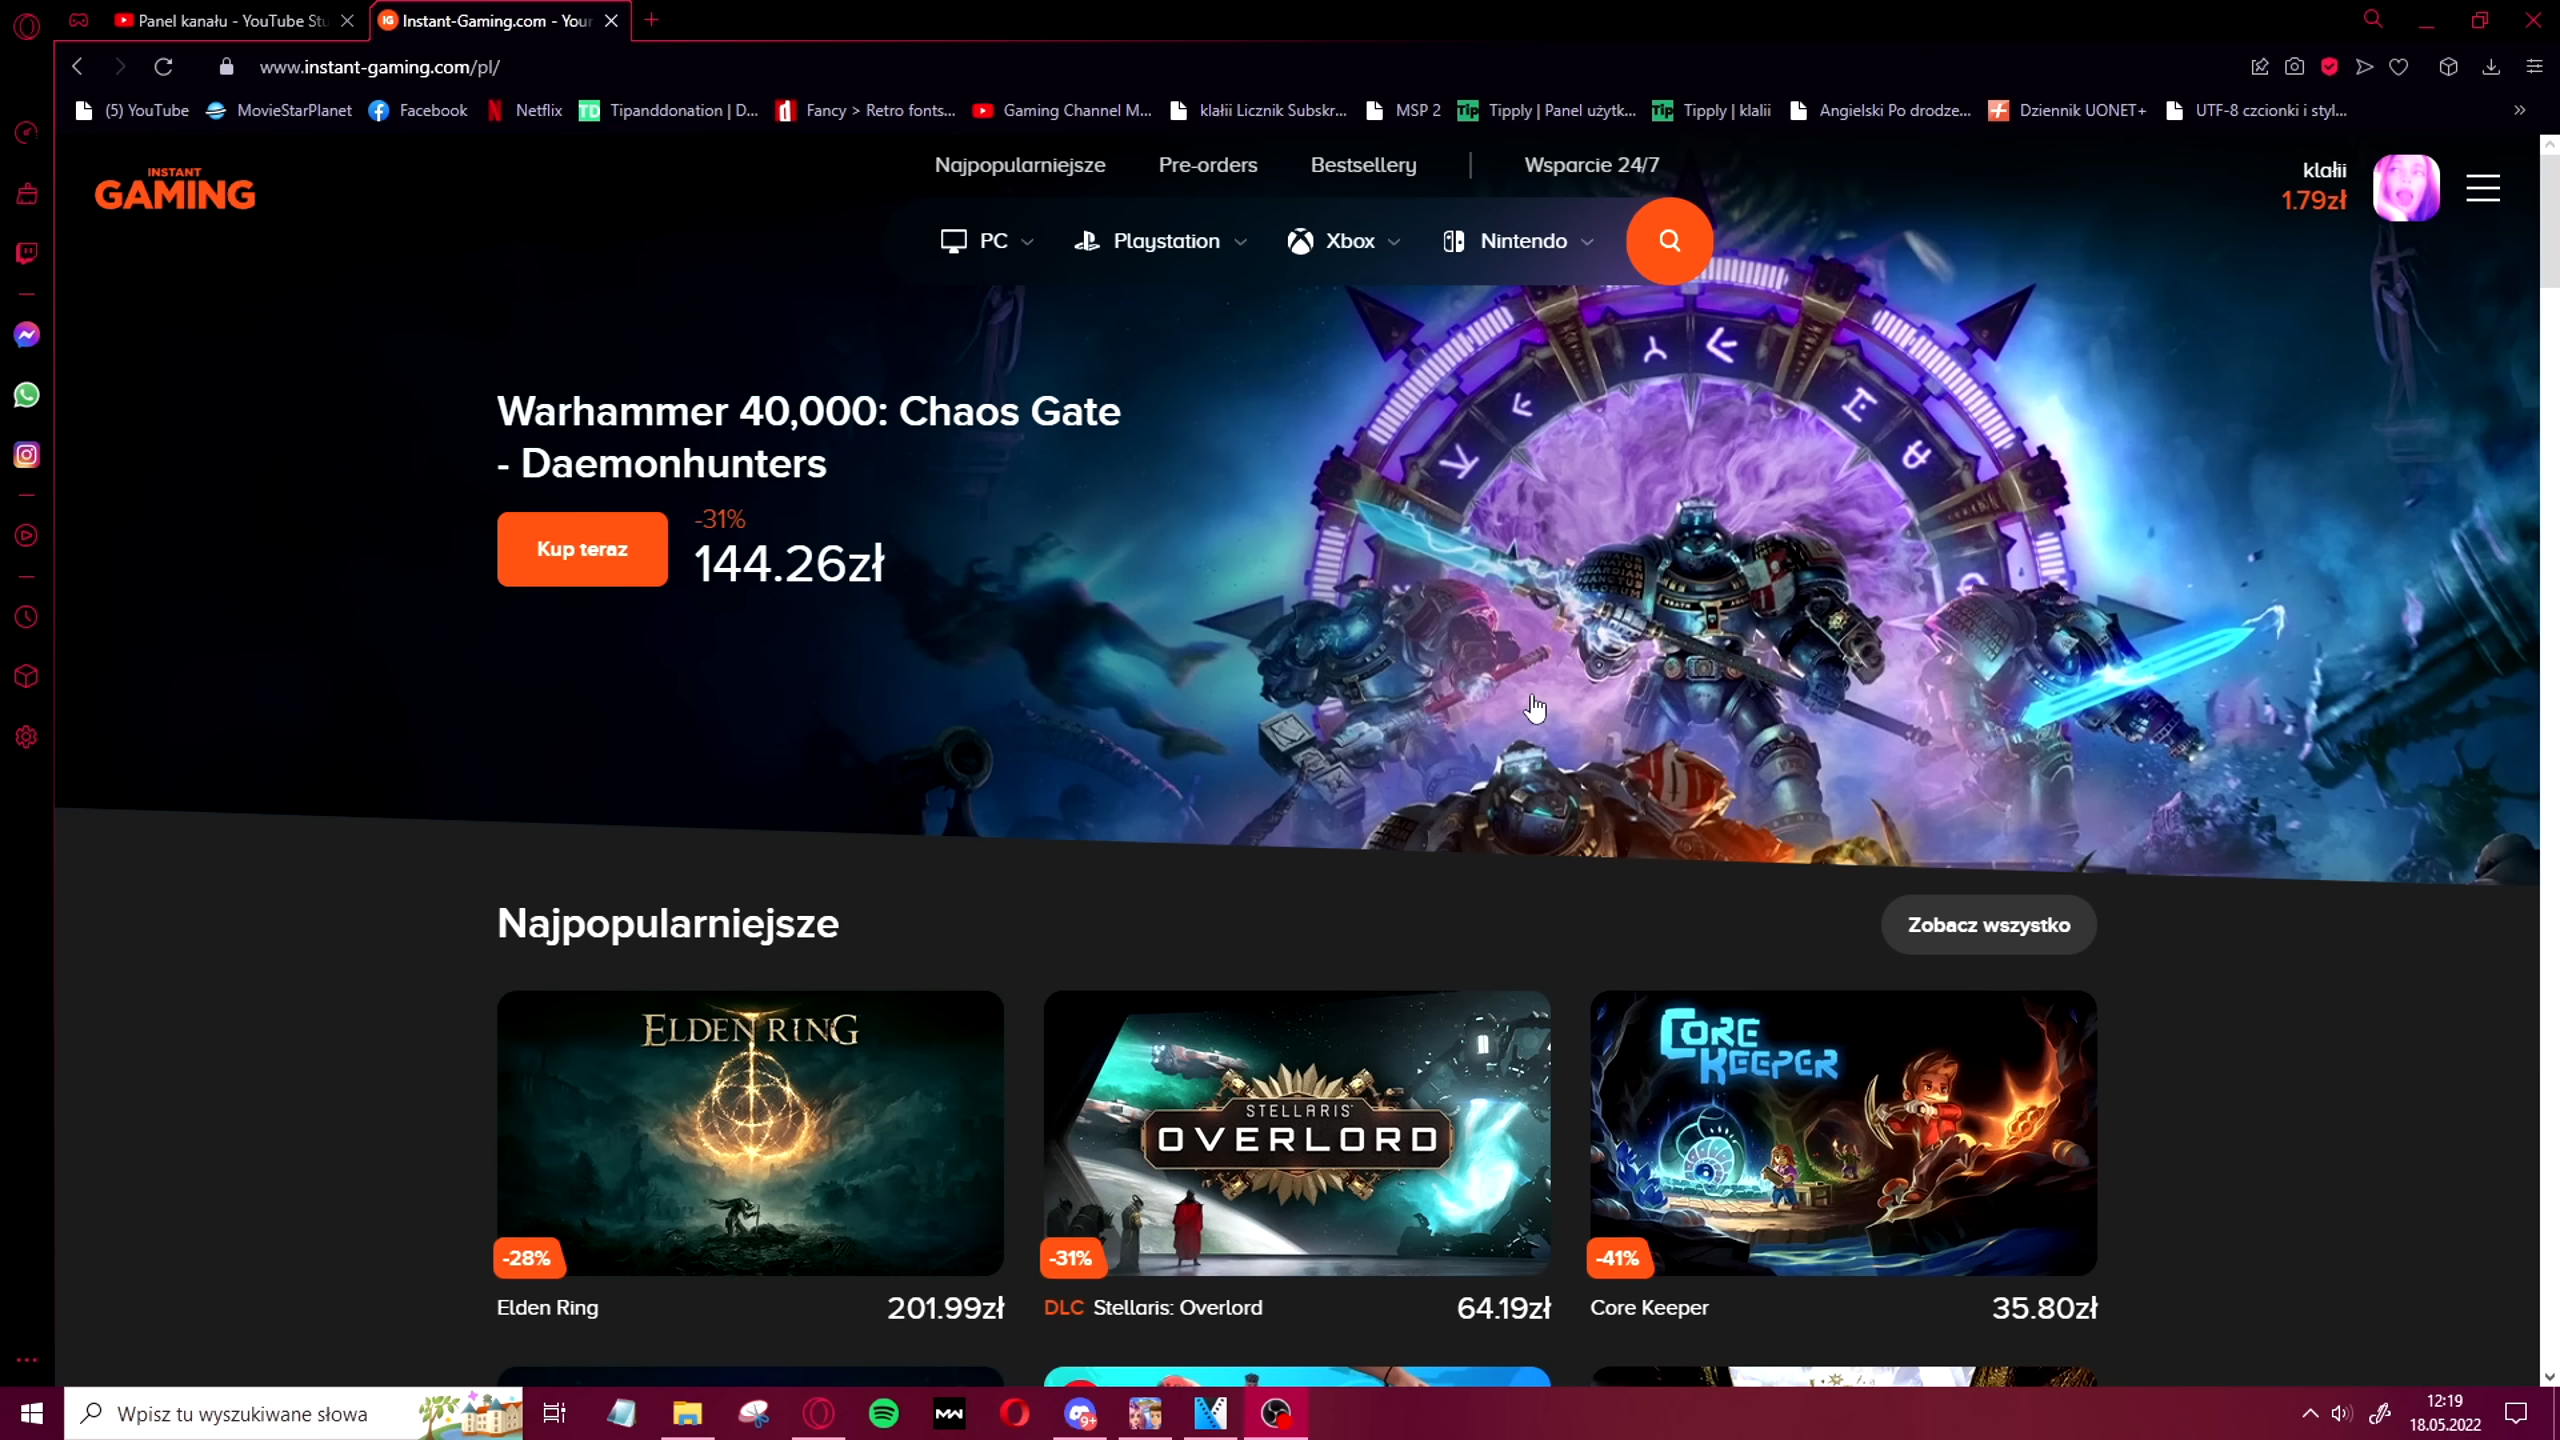 Panel kanału - YouTube Stu
Instant-Gaming.com - Your
www.instant-gaming.com/pl/
(5) YouTube
MovieStarPlanet
Facebook
Netflix
Tipanddonation | D...
Fancy > Retro fonts...
Gaming Channel M...
klałii Licznik Subskr...
MSP 2
Tipply | Panel użytk...
Tipply | klalii
Angielski Po drodze...
Dziennik UONET+
UTF-8 czcionki i styl...
INSTANT
GAMING
Najpopularniejsze
Pre-orders
Bestsellery
Wsparcie 24/7
klałii
1.79zł
PC
Playstation
Xbox
Nintendo
Warhammer 40,000: Chaos Gate
- Daemonhunters
Kup teraz
-31%
144.26zł
Najpopularniejsze
Zobacz wszystko
ELDEN RING
STELLARIS
OVERLORD
CORE
KEEPER
-28%
-31%
-41%
Elden Ring
201.99zł
DLC Stellaris: Overlord
64.19zł
Core Keeper
35.80zł
Wpisz tu wyszukiwane słowa
MW
9+
12:19
18.05.2022